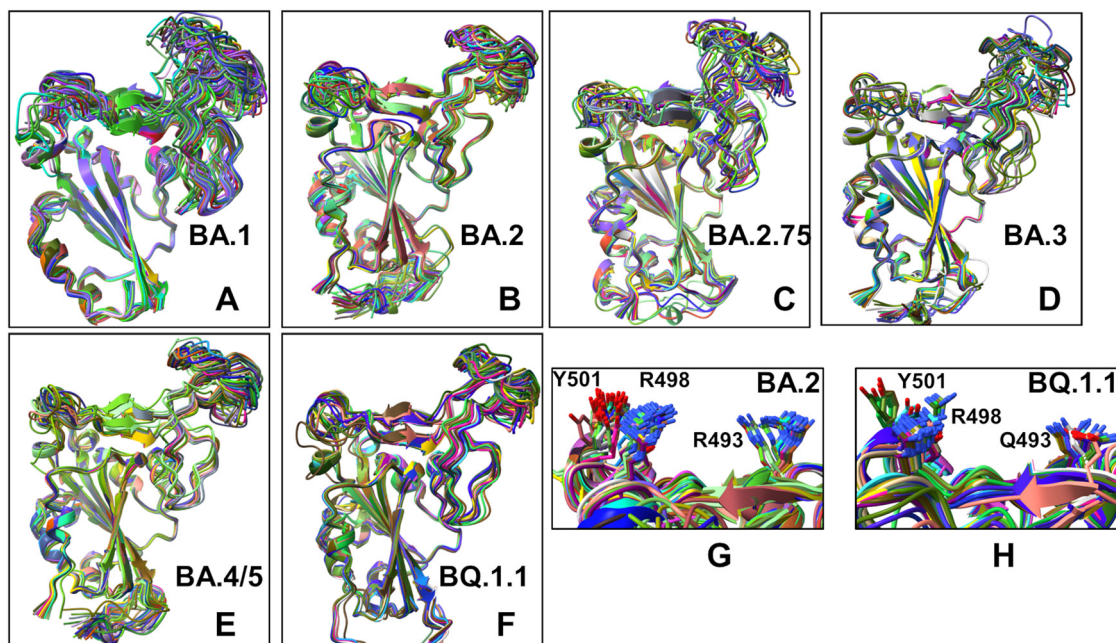 BA.1
A
BA.2
B
BA.2.75
C
BA.3
D
BA.4/5
E
BQ.1.1
F
Y501 R498 BA.2
R493
G
Y501 BQ.1.1
R498
Q493
H